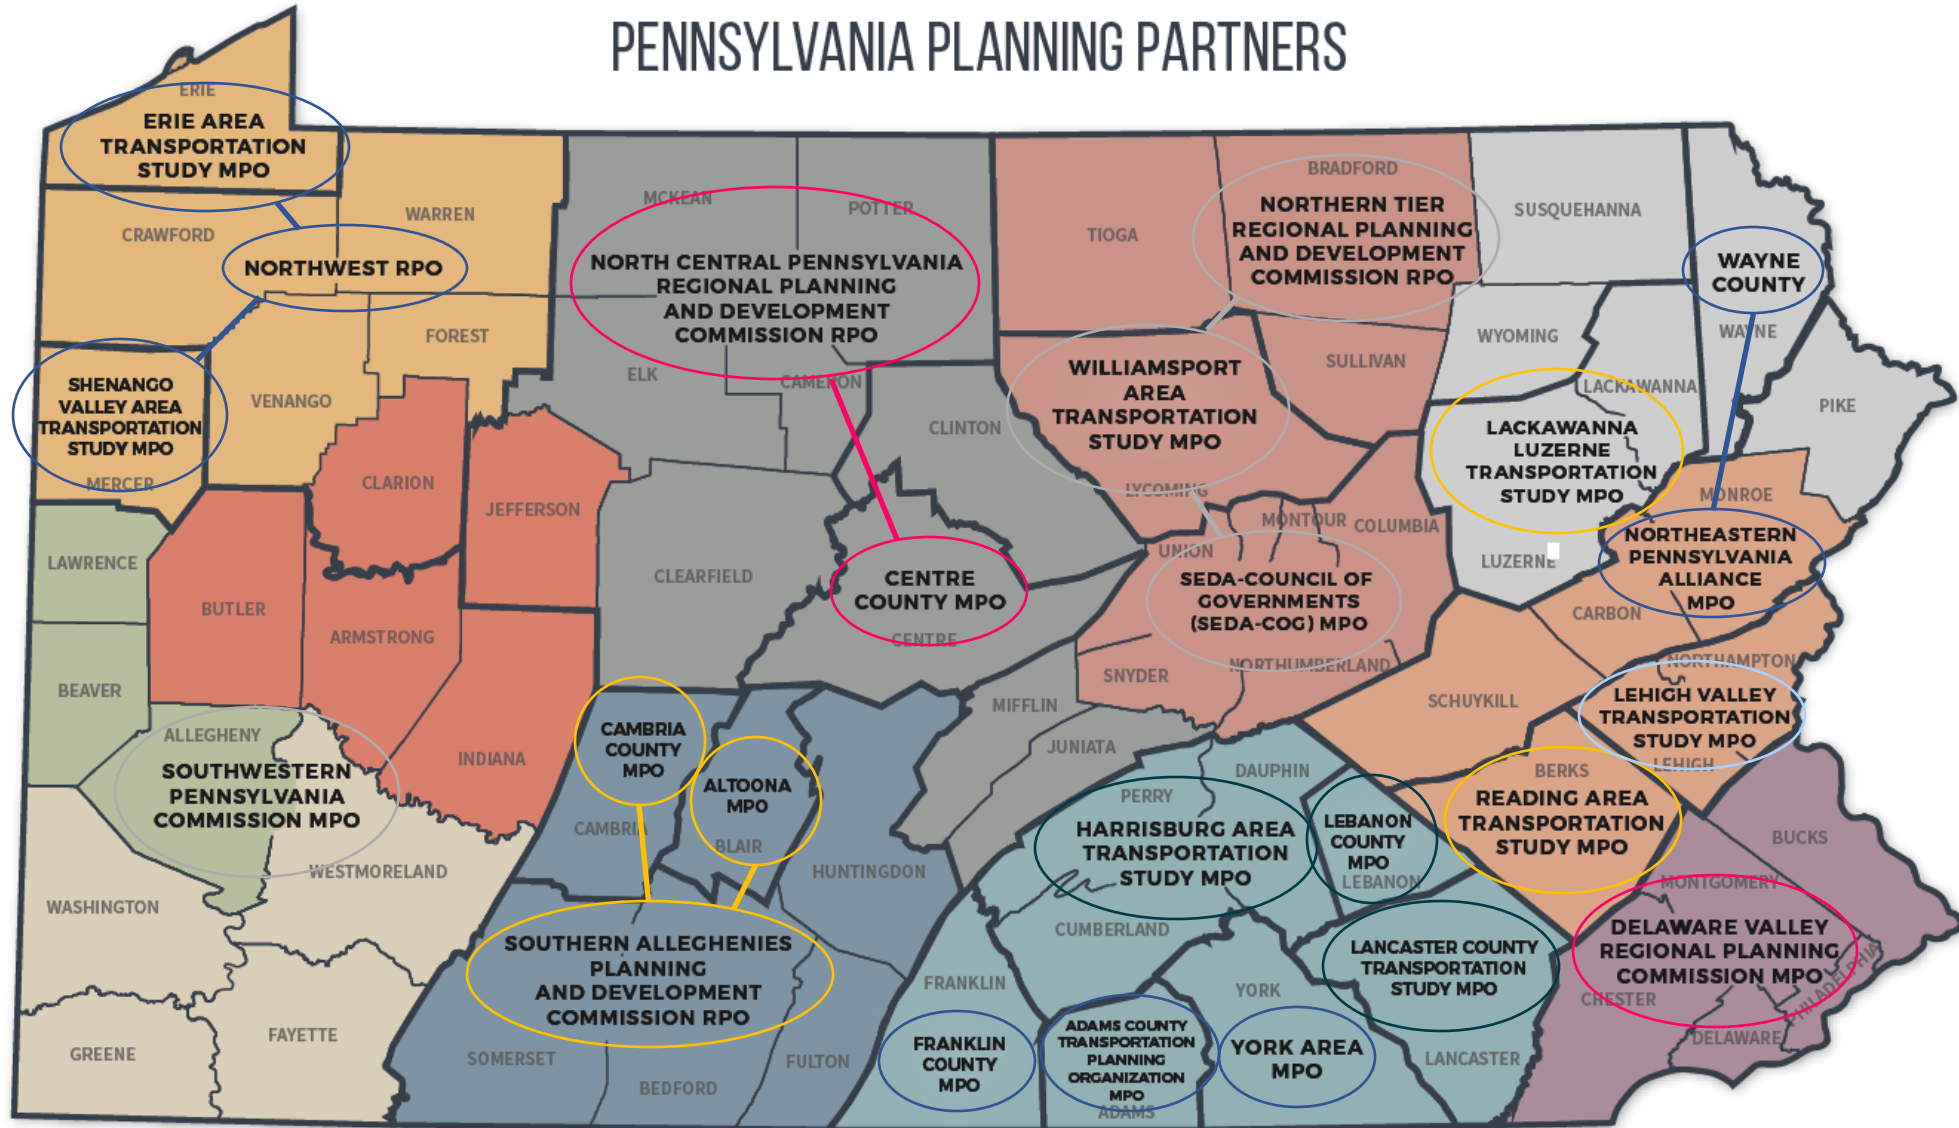 PENNSYLVANIA PLANNING PARTNERS
ERIE
ERIE AREA
TRANSPORTATION
STUDY MPO
CRAWFORD
WARREN
NORTHWEST RPO
FOREST
VENANGO
SHENANGO
VALLEY AREA
TRANSPORTATION
STUDY MPO
MERCER
MCKEAN
POTTER
NORTH CENTRAL PENNSYLVANIA
REGIONAL PLANNING
AND DEVELOPMENT
COMMISSION RPO
ELK
CAMERON
CLINTON
TIOGA
BRADFORD
NORTHERN TIER
REGIONAL PLANNING
AND DEVELOPMENT
COMMISSION RPO
SULLIVAN
WILLIAMSPORT
AREA
TRANSPORTATION
STUDY MPO
LYCOMING
SUSQUEHANNA
WYOMING
LACKAWANNA
WAYNE
COUNTY
WAYNE
PIKE
LACKAWANNA
LUZERNE
TRANSPORTATION
STUDY MPO
LUZERNE
MONROE
NORTHEASTERN
PENNSYLVANIA
ALLIANCE
MPO
CARBON
CLARION
JEFFERSON
LAWRENCE
BUTLER
ARMSTRONG
BEAVER
INDIANA
ALLEGHENY
SOUTHWESTERN
PENNSYLVANIA
COMMISSION MPO
WESTMORELAND
WASHINGTON
GREENE
FAYETTE
CLEARFIELD
CENTRE
COUNTY MPO
CENTRE
UNION
MONTOUR
COLUMBIA
SEDA-COUNCIL OF
GOVERNMENTS
(SEDA-COG) MPO
SNYDER
NORTHUMBERLAND
MIFFLIN
JUNIATA
SCHUYKILL
NORTHAMPTON
LEHIGH VALLEY
TRANSPORTATION
STUDY MPO
LEHIGH
CAMBRIA
COUNTY
MPO
CAMBRIA
ALTOONA
MPO
BLAIR
HUNTINGDON
SOUTHERN ALLEGHENIES
PLANNING
AND DEVELOPMENT
COMMISSION RPO
SOMERSET
BEDFORD
FULTON
PERRY
DAUPHIN
HARRISBURG AREA
TRANSPORTATION
STUDY MPO
CUMBERLAND
LEBANON
COUNTY
MPO
LEBANON
BERKS
READING AREA
TRANSPORTATION
STUDY MPO
BUCKS
MONTGOMERY
DELAWARE VALLEY
REGIONAL PLANNING
COMMISSION MPO
PHILADELPHIA
CHESTER
DELAWARE
LANCASTER COUNTY
TRANSPORTATION
STUDY MPO
LANCASTER
FRANKLIN
FRANKLIN
COUNTY
MPO
ADAMS COUNTY
TRANSPORTATION
PLANNING
ORGANIZATION
MPO
ADAMS
YORK
YORK AREA
MPO